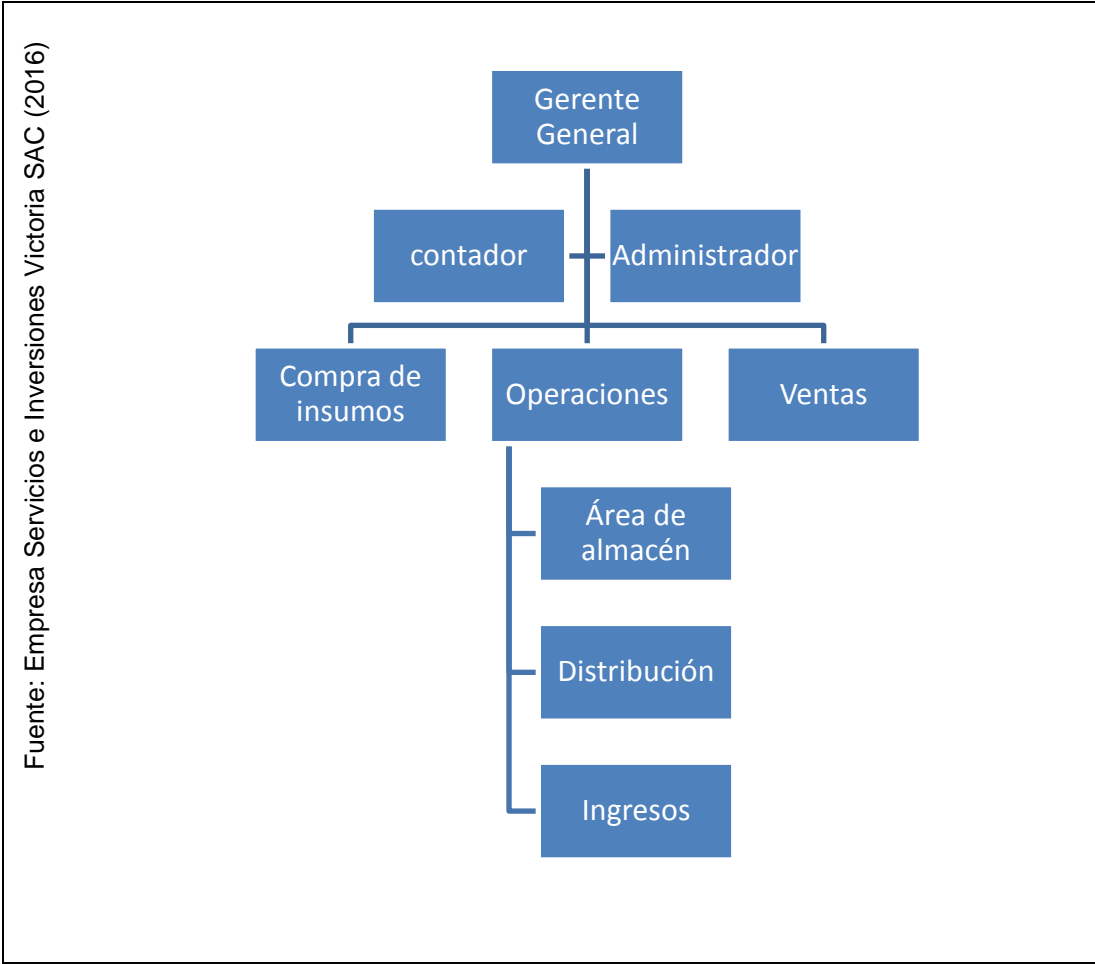 Fuente: Empresa Servicios e Inversiones Victoria SAC (2016)
Gerente
General
contador
Administrador
Compra de
insumos
Operaciones
Ventas
Área de
almacén
Distribución
Ingresos